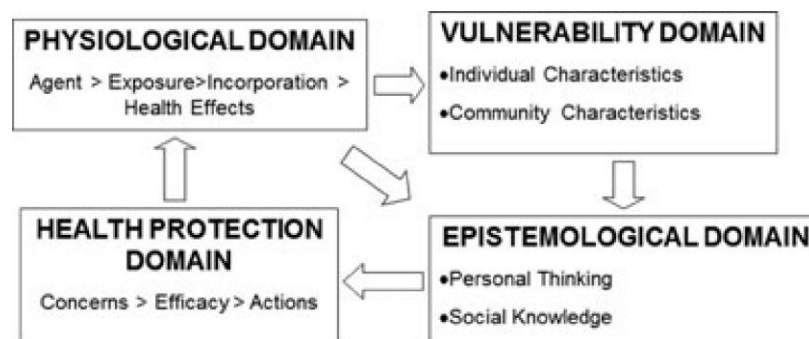 PHYSIOLOGICAL DOMAIN
Agent > Exposure>Incorporation >
Health Effects
VULNERABILITY DOMAIN
•Individual Characteristics
•Community Characteristics
HEALTH PROTECTION
DOMAIN
Concerns > Efficacy > Actions
EPISTEMOLOGICAL DOMAIN
•Personal Thinking
•Social Knowledge